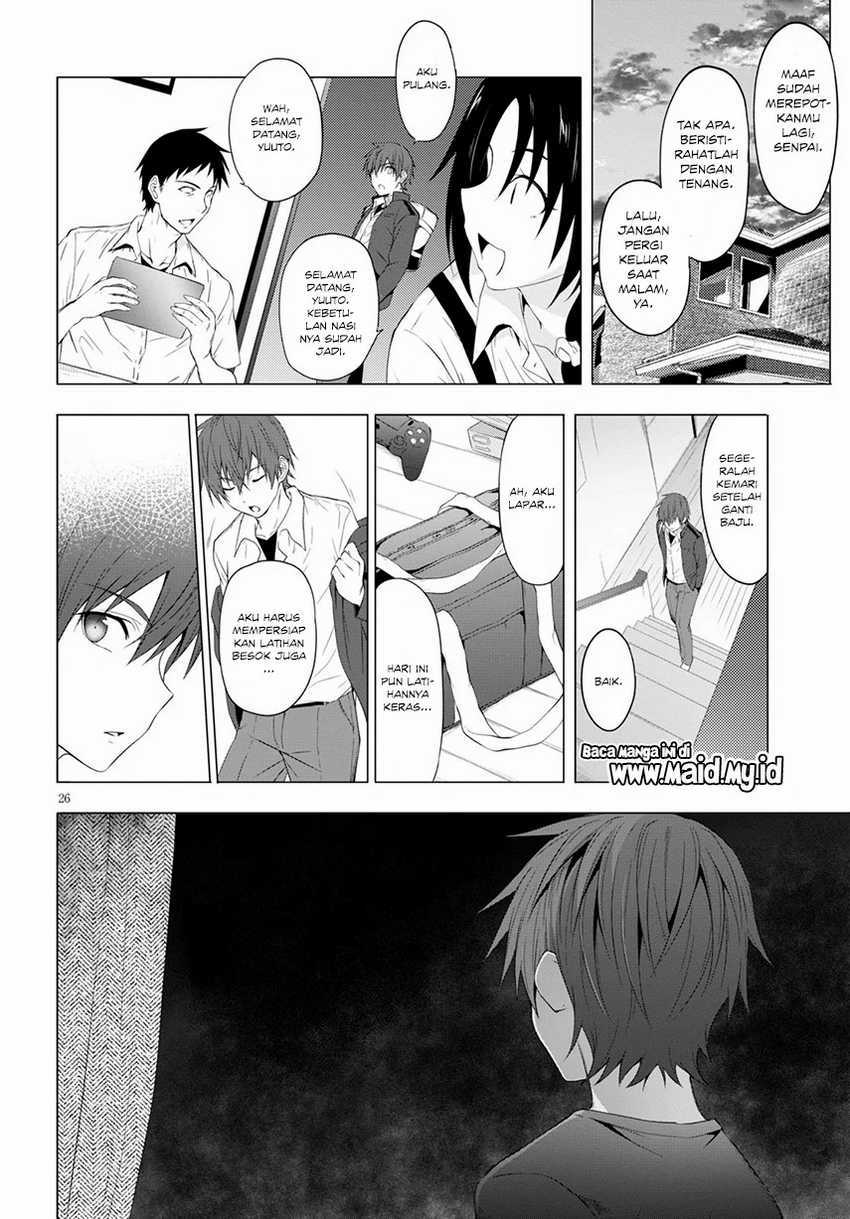 MAAF
SUDAH
MEREPOT-
KANMU
LAGI,
SENPAI.
TAK APA.
BERISTI-
RAHATLAH
DENGAN
TENANG.
LALU,
JANGAN
PERGI
KELUAR
SAAT
MALAM,
YA.
AKU
PULANG.
WAH,
SELAMAT
DATANG,
YUUTO.
SELAMAT
DATANG,
YUUTO.
KEBETU-
LAN NASI
NYA SUDAH
JADI.
SEGE-
RALAH
KEMARI
SETELAH
GANTI
BAJU.
BAIK.
AH, AKU
LAPAR...
HARI INI
PUN LATI-
HANNYA
KERAS...
AKU HARUS
MEMPERSIAP
KAN LATIHAN
BESOK JUGA
...
Baca Manga ini di
www.Maid.my.id
26